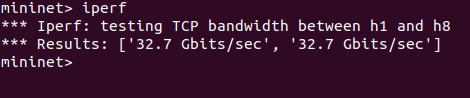 mininet> iperf
*** Iperf: testing TCP bandwidth between h1 and h8
*** Results: ['32.7 Gbits/sec', '32.7 Gbits/sec']
mininet>